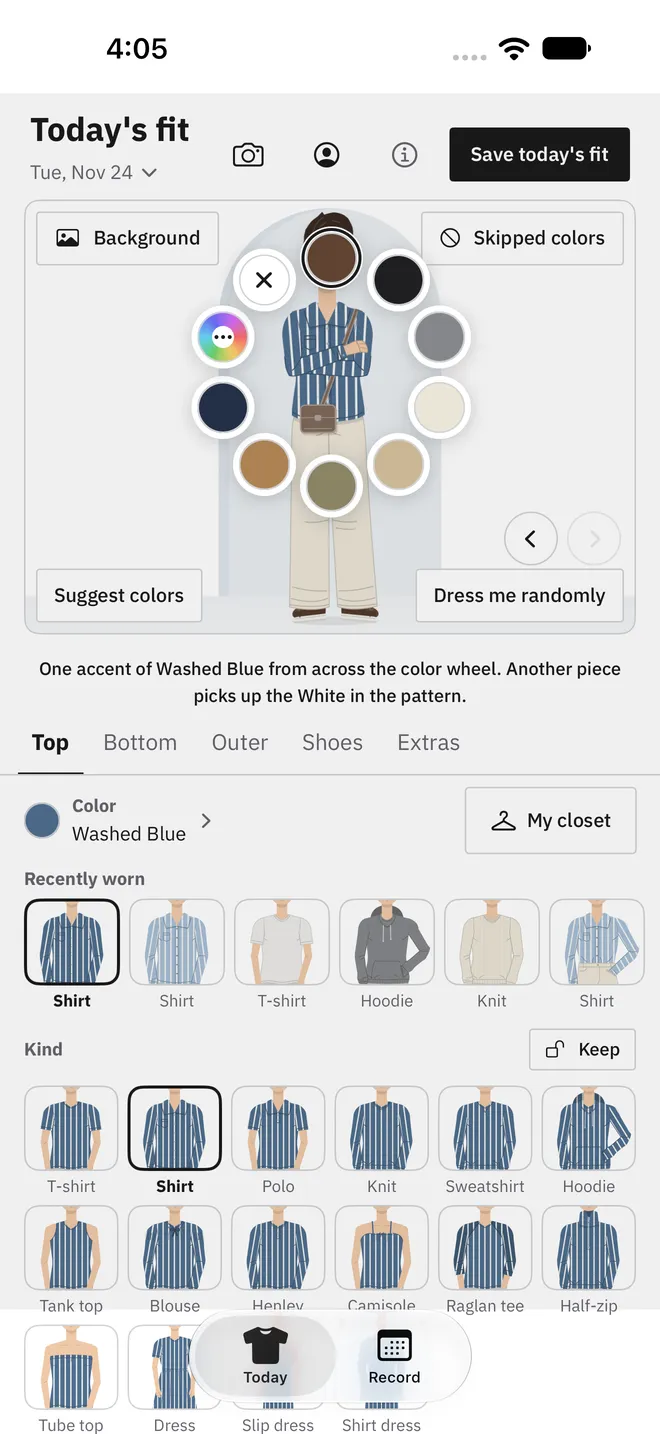 4:05
Today's fit
Tue, Nov 24
Save today's fit
Background
Skipped colors
Suggest colors
Dress me randomly
One accent of Washed Blue from across the color wheel. Another piece
picks up the White in the pattern.
Top Bottom Outer Shoes Extras
Color
Washed Blue
My closet
Recently worn
Shirt Shirt T-shirt Hoodie Knit Shirt
Kind
Keep
T-shirt Shirt Polo Knit Sweatshirt Hoodie
Tank top Blouse Henley Camisole Raglan tee Half-zip
Today Record
Tube top Dress Slip dress Shirt dress